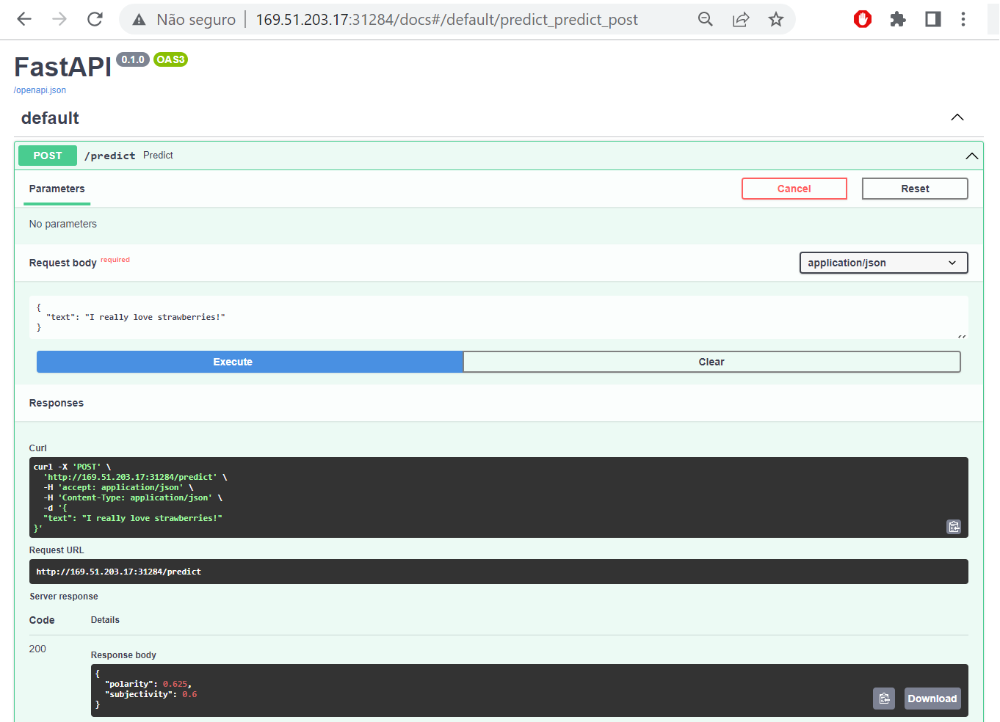 Não seguro | 169.51.203.17:31284/docs#/default/predict_predict_post
FastAPI 0.1.0 OAS3
/openapi.json
default
POST /predict Predict
Parameters Cancel Reset
No parameters
Request body required application/json
{
"text": "I really love strawberries!"
}
Execute Clear
Responses
Curl
curl -X 'POST' \
'http://169.51.203.17:31284/predict' \
-H 'accept: application/json' \
-H 'Content-Type: application/json' \
-d '{
"text": "I really love strawberries!"
}'
Request URL
http://169.51.203.17:31284/predict
Server response
Code Details
200
Response body
{
"polarity": 0.625,
"subjectivity": 0.6
}
Download